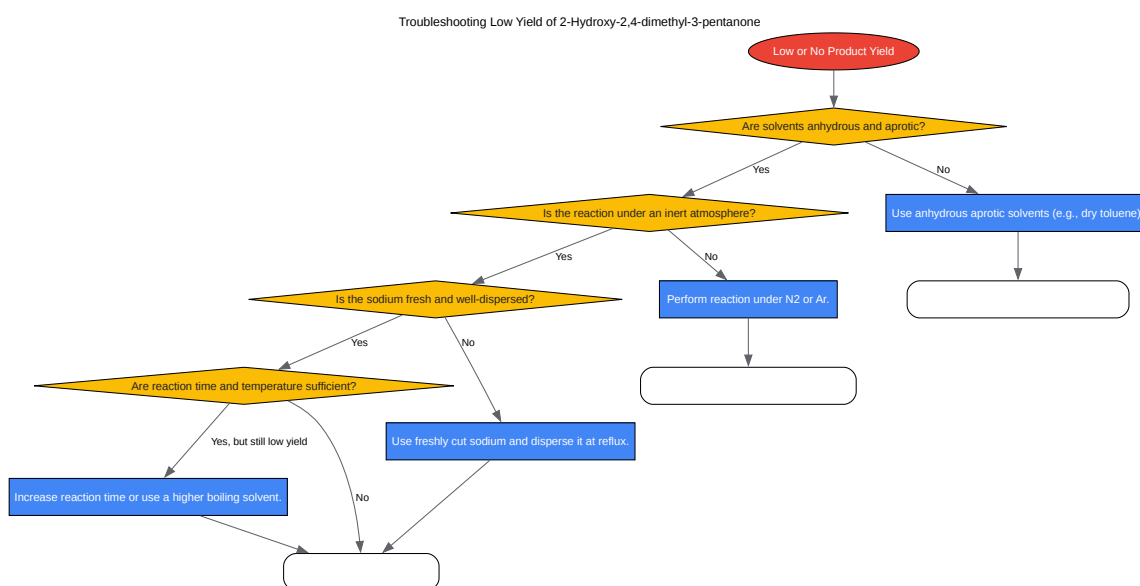 Troubleshooting Low Yield of 2-Hydroxy-2,4-dimethyl-3-pentanone
Low or No Product Yield
Are solvents anhydrous and aprotic?
Yes
No
Is the reaction under an inert atmosphere?
Use anhydrous aprotic solvents (e.g., dry toluene)
Yes
No
Is the sodium fresh and well-dispersed?
Perform reaction under N2 or Ar.
Yes
No
Are reaction time and temperature sufficient?
Yes, but still low yield
Use freshly cut sodium and disperse it at reflux.
Increase reaction time or use a higher boiling solvent.
No